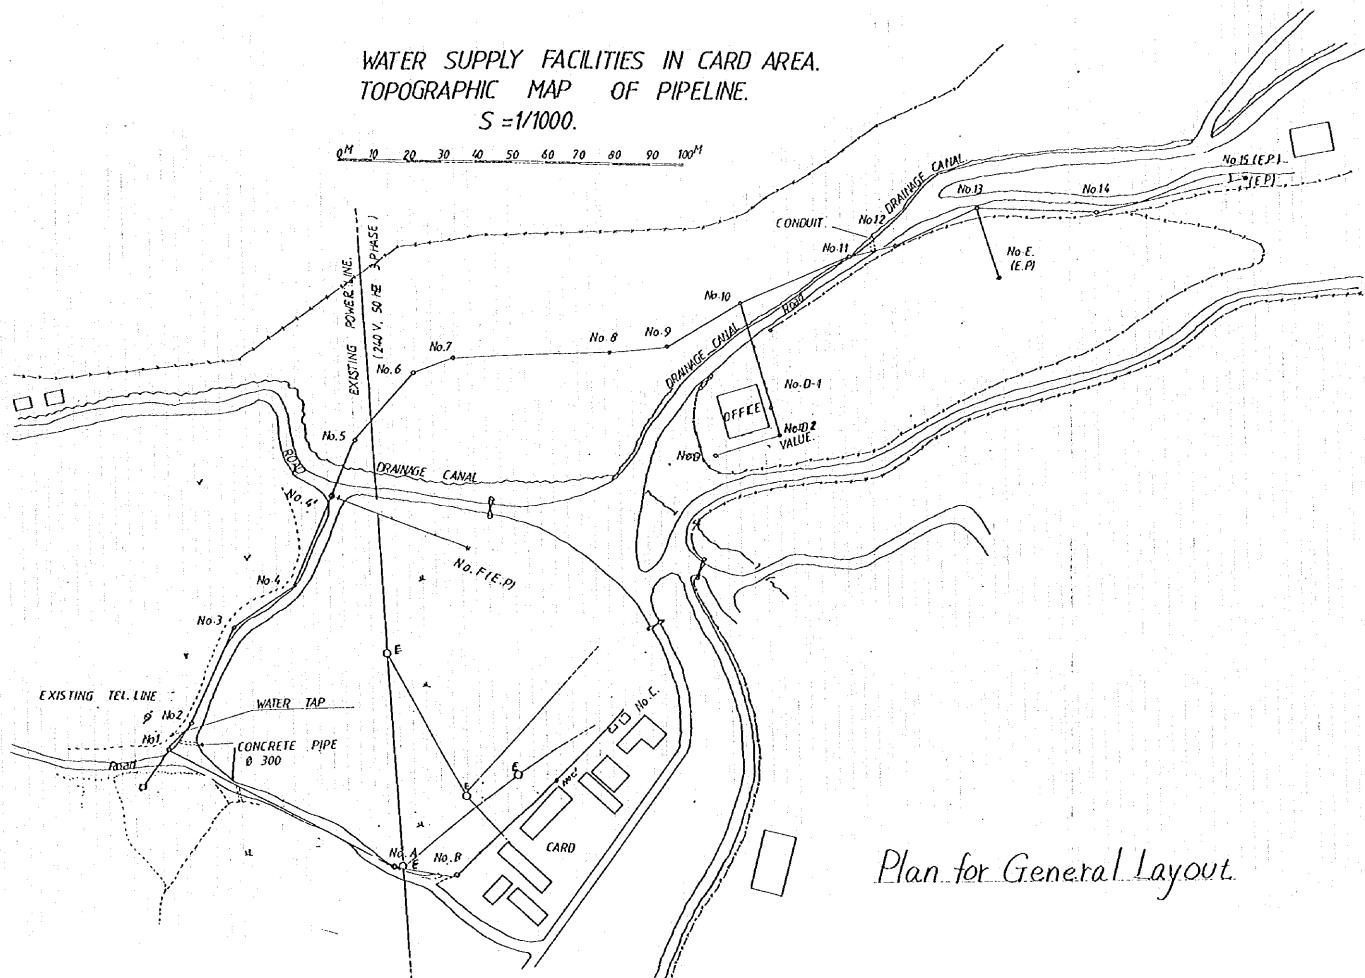 WATER SUPPLY FACILITIES IN CARD AREA.
TOPOGRAPHIC MAP OF PIPELINE.
S =1/1000.
0M 10 20 30 40 50 60 70 80 90 100M
DRAINAGE CANAL
No.15 (E.P.)
(E.P)
No.13
No.14
No.12
CONDUIT
No.11
No.E.
(E.P)
EXISTING POWER LINE.
(240V, 50 HZ 3 PHASE)
No.10
ROAD
No.9
No.8
No.7
No.6
DRAINAGE CANAL
No.D-1
OFFICE
No.D2
VALUE.
No.D
No.5
ROAD
DRAINAGE CANAL
No.4'
No.F(E.P)
No.4
No.3
E
EXISTING TEL. LINE
No2
WATER TAP
No.C.
No1
CONCRETE PIPE
Ø 300
Road
E
E
No.C'
CARD
No.A
E
No.B
Plan for General Layout